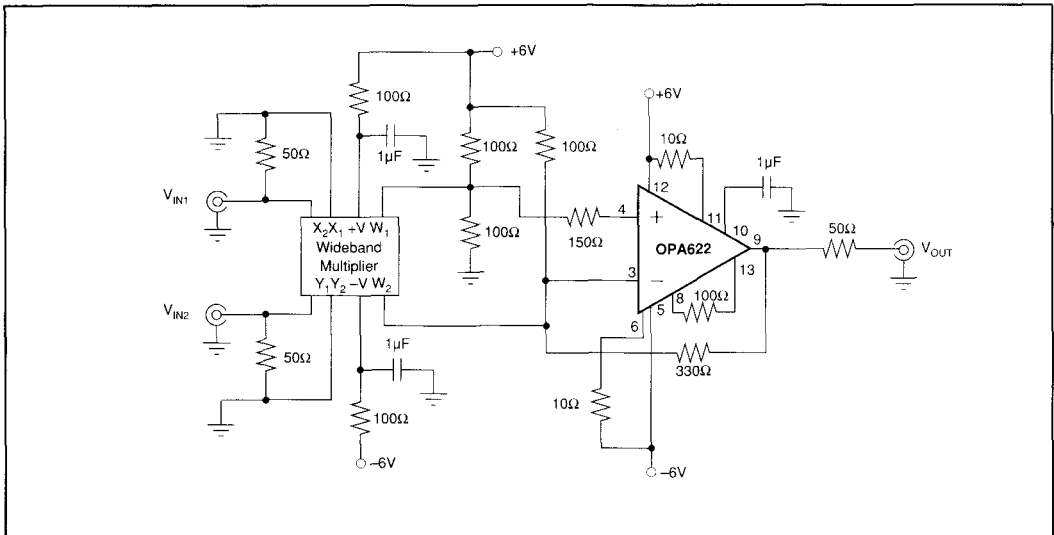 +6V
100Ω
+6V
1µF
100Ω
100Ω
10Ω
1µF
50Ω
12
V_IN1
X₂X₁ +V W₁
Wideband
Multiplier
Y₁Y₂ −V W₂
100Ω
150Ω
4
+
11
10
OPA622
9
50Ω
V_OUT
3
−
13
8
100Ω
5
6
V_IN2
1µF
50Ω
330Ω
10Ω
100Ω
−6V
−6V